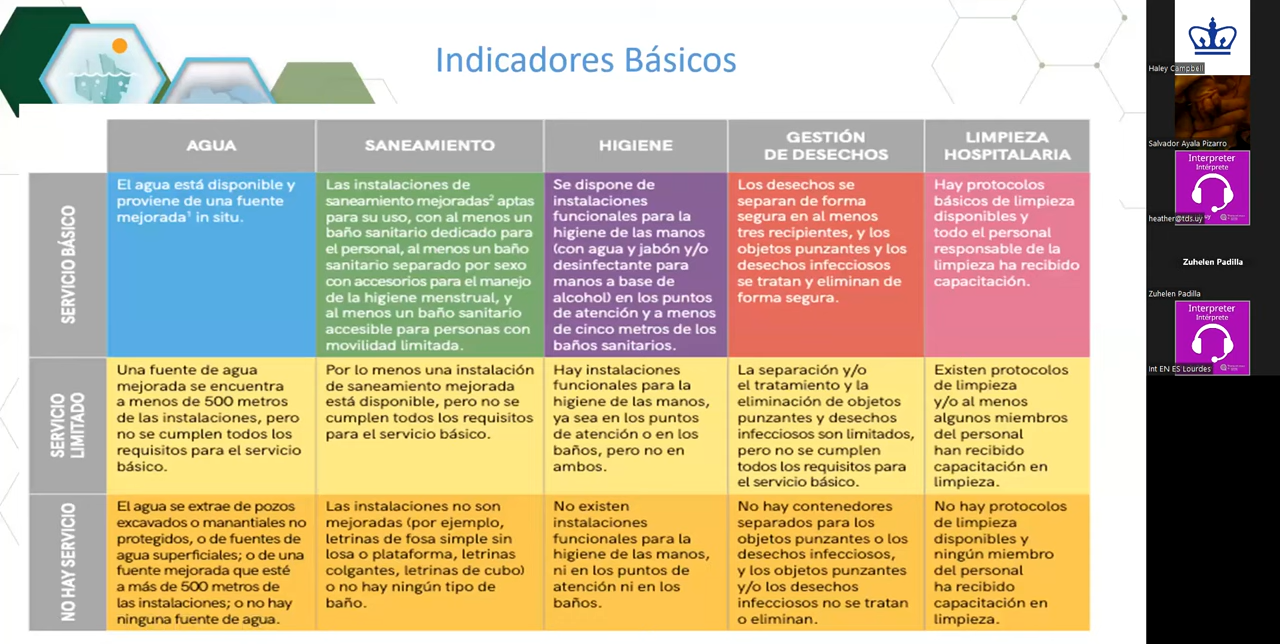 Indicadores Básicos
AGUA
SANEAMIENTO
HIGIENE
GESTIÓN
DE DESECHOS
LIMPIEZA
HOSPITALARIA
SERVICIO BÁSICO
El agua está disponible y
proviene de una fuente
mejorada¹ in situ.
Las instalaciones de
saneamiento mejoradas² aptas
para su uso, con al menos un
baño sanitario dedicado para
el personal, al menos un baño
sanitario separado por sexo
con accesorios para el manejo
de la higiene menstrual, y
al menos un baño sanitario
accesible para personas con
movilidad limitada.
Se dispone de
instalaciones
funcionales para la
higiene de las manos
(con agua y jabón y/o
desinfectante para
manos a base de
alcohol) en los puntos
de atención y a menos
de cinco metros de los
baños sanitarios.
Los desechos se
separan de forma
segura en al menos
tres recipientes, y los
objetos punzantes y los
desechos infecciosos
se tratan y eliminan de
forma segura.
Hay protocolos
básicos de limpieza
disponibles y
todo el personal
responsable de la
limpieza ha recibido
capacitación.
SERVICIO
LIMITADO
Una fuente de agua
mejorada se encuentra
a menos de 500 metros
de las instalaciones, pero
no se cumplen todos los
requisitos para el servicio
básico.
Por lo menos una instalación
de saneamiento mejorada
está disponible, pero no se
cumplen todos los requisitos
para el servicio básico.
Hay instalaciones
funcionales para la
higiene de las manos,
ya sea en los puntos
de atención o en los
baños, pero no en
ambos.
La separación y/o
el tratamiento y la
eliminación de objetos
punzantes y desechos
infecciosos son limitados,
pero no se cumplen
todos los requisitos para
el servicio básico.
Existen protocolos
de limpieza
y/o al menos
algunos miembros
del personal
han recibido
capacitación en
limpieza.
NO HAY SERVICIO
El agua se extrae de pozos
excavados o manantiales no
protegidos, o de fuentes de
agua superficiales; o de una
fuente mejorada que esté
a más de 500 metros de
las instalaciones; o no hay
ninguna fuente de agua.
Las instalaciones no son
mejoradas (por ejemplo,
letrinas de fosa simple sin
losa o plataforma, letrinas
colgantes, letrinas de cubo)
o no hay ningún tipo de
baño.
No existen
instalaciones
funcionales para la
higiene de las manos,
ni en los puntos de
atención ni en los
baños.
No hay contenedores
separados para los
objetos punzantes o los
desechos infecciosos,
y los objetos punzantes
y/o los desechos
infecciosos no se tratan
o eliminan.
No hay protocolos
de limpieza
disponibles y
ningún miembro
del personal
ha recibido
capacitación en
limpieza.
Haley Campbell
Salvador Ayala Pizarro
Interpreter
Intérprete
heather@tds.uy
Zuhelen Padilla
Zuhelen Padilla
Interpreter
Intérprete
Int EN ES Lourdes